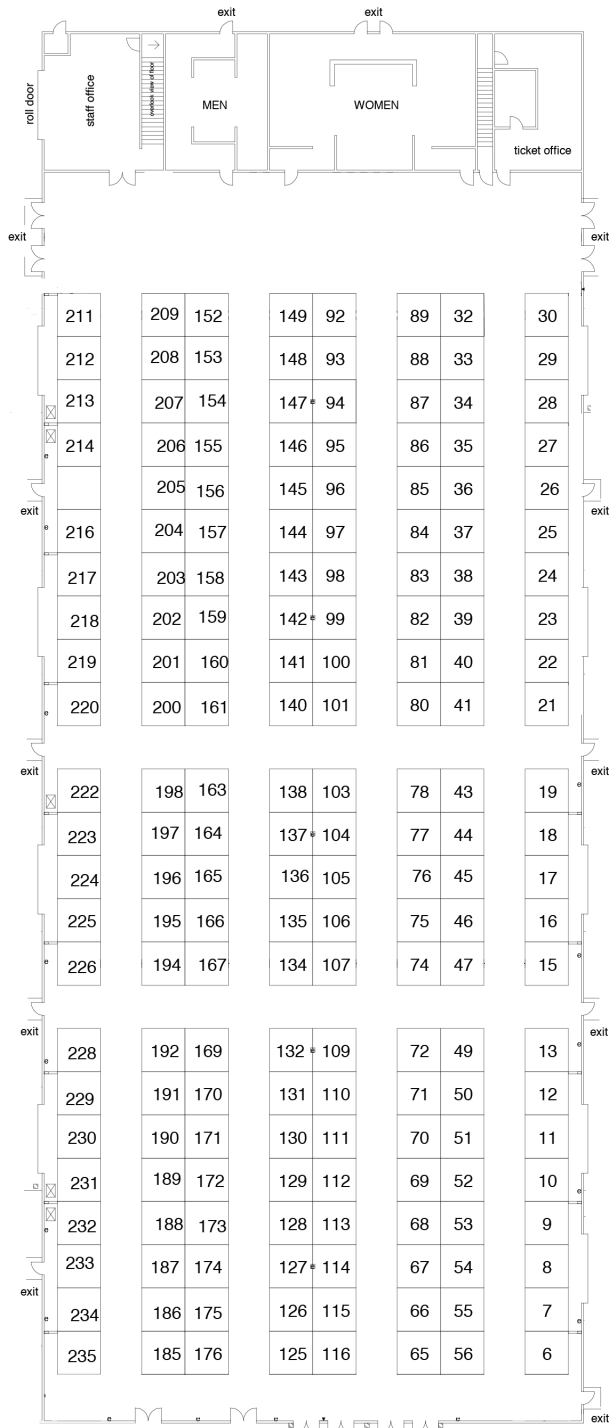 exit exit
roll door
staff office
overlook view of floor
MEN
WOMEN
ticket office
exit exit
211 209 152 149 92 89 32 30
212 208 153 148 93 88 33 29
213 207 154 147 94 87 34 28
214 206 155 146 95 86 35 27
205 156 145 96 85 36 26
exit exit
216 204 157 144 97 84 37 25
217 203 158 143 98 83 38 24
218 202 159 142 99 82 39 23
219 201 160 141 100 81 40 22
220 200 161 140 101 80 41 21
exit exit
222 198 163 138 103 78 43 19
223 197 164 137 104 77 44 18
224 196 165 136 105 76 45 17
225 195 166 135 106 75 46 16
226 194 167 134 107 74 47 15
exit exit
228 192 169 132 109 72 49 13
229 191 170 131 110 71 50 12
230 190 171 130 111 70 51 11
231 189 172 129 112 69 52 10
232 188 173 128 113 68 53 9
233 187 174 127 114 67 54 8
exit
234 186 175 126 115 66 55 7
235 185 176 125 116 65 56 6
exit